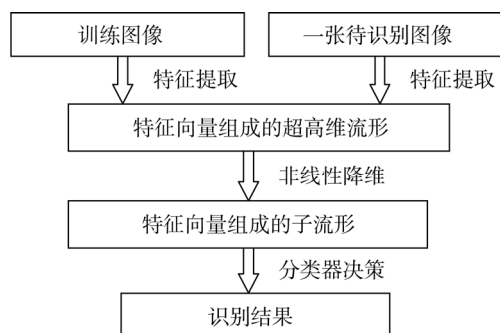 训练图像
一张待识别图像
特征提取
特征提取
特征向量组成的超高维流形
非线性降维
特征向量组成的子流形
分类器决策
识别结果